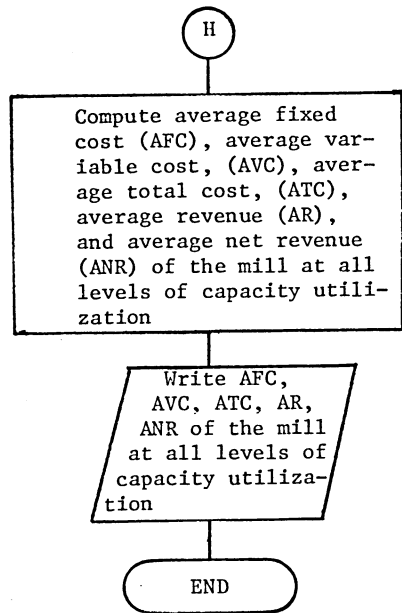 H
Compute average fixed
cost (AFC), average var-
iable cost, (AVC), aver-
age total cost, (ATC),
average revenue (AR),
and average net revenue
(ANR) of the mill at all
levels of capacity utili-
zation
Write AFC,
AVC, ATC, AR,
ANR of the mill
at all levels of
capacity utiliza-
tion
END